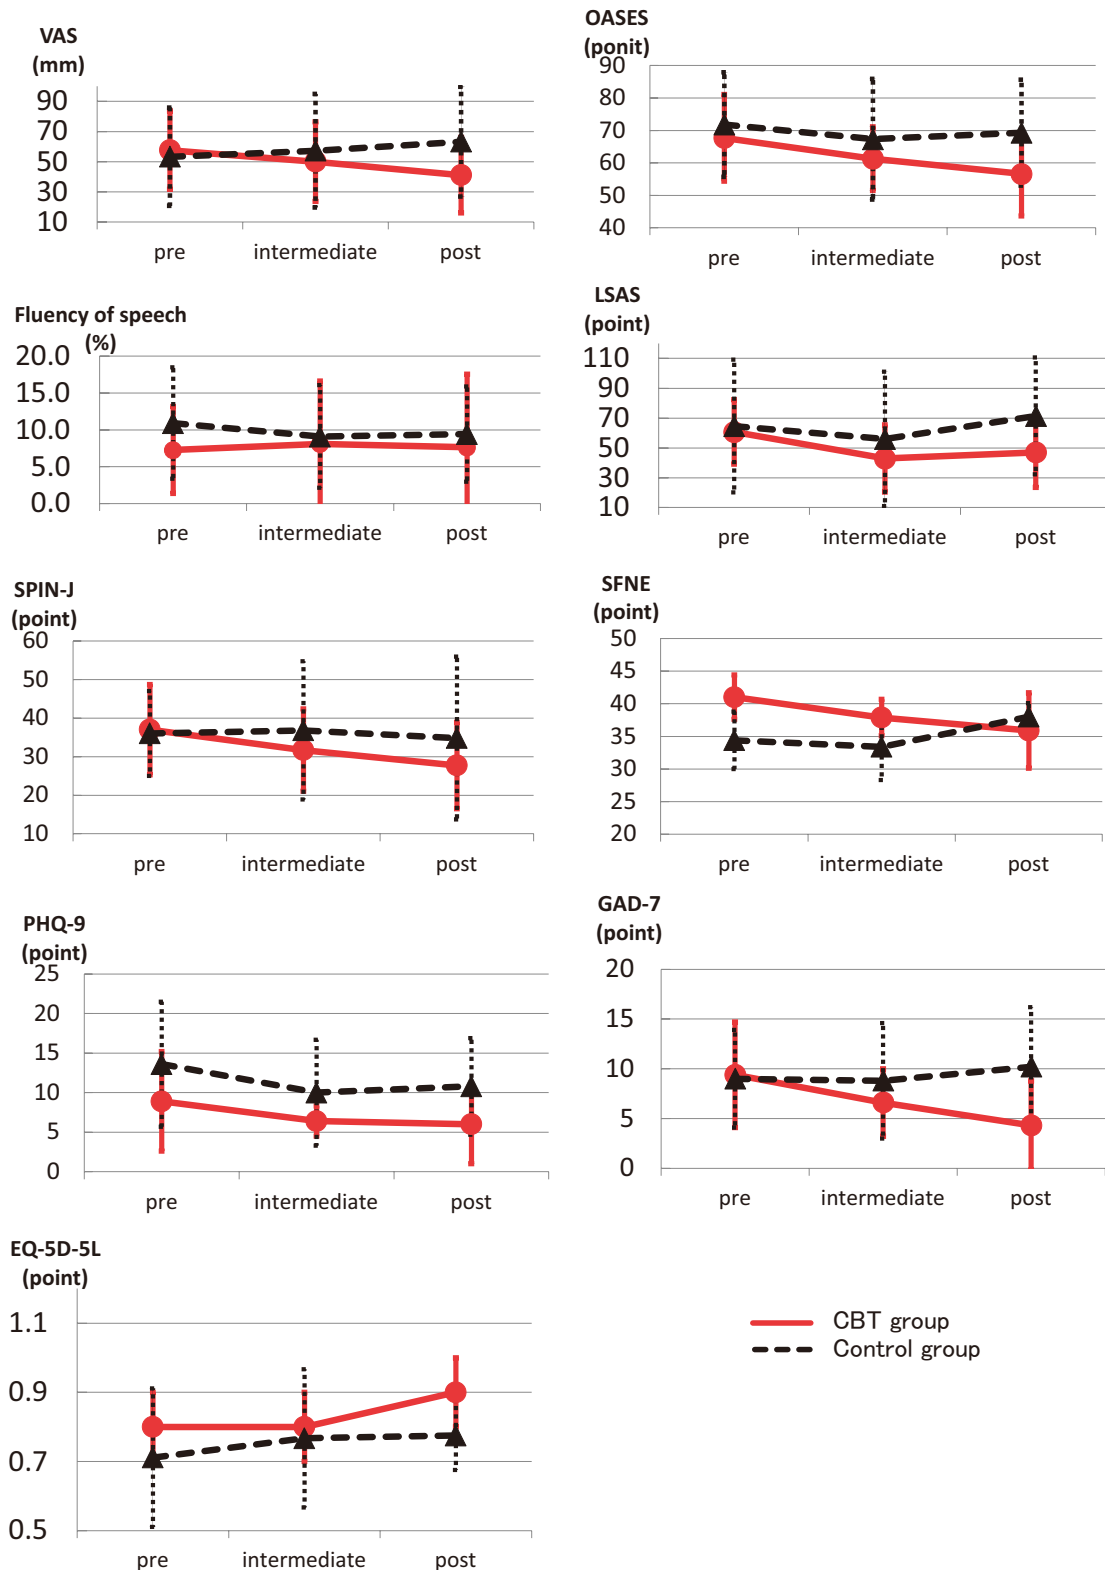 VAS
(mm)
90
70
50
30
10
pre intermediate post
OASES
(ponit)
90
80
70
60
50
40
pre intermediate post
Fluency of speech
(%)
20.0
15.0
10.0
5.0
0.0
pre intermediate post
LSAS
(point)
110
90
70
50
30
10
pre intermediate post
SPIN-J
(point)
60
50
40
30
20
10
pre intermediate post
SFNE
(point)
50
45
40
35
30
25
20
pre intermediate post
PHQ-9
(point)
25
20
15
10
5
0
pre intermediate post
GAD-7
(point)
20
15
10
5
0
pre intermediate post
EQ-5D-5L
(point)
1.1
0.9
0.7
0.5
pre intermediate post
CBT group
Control group